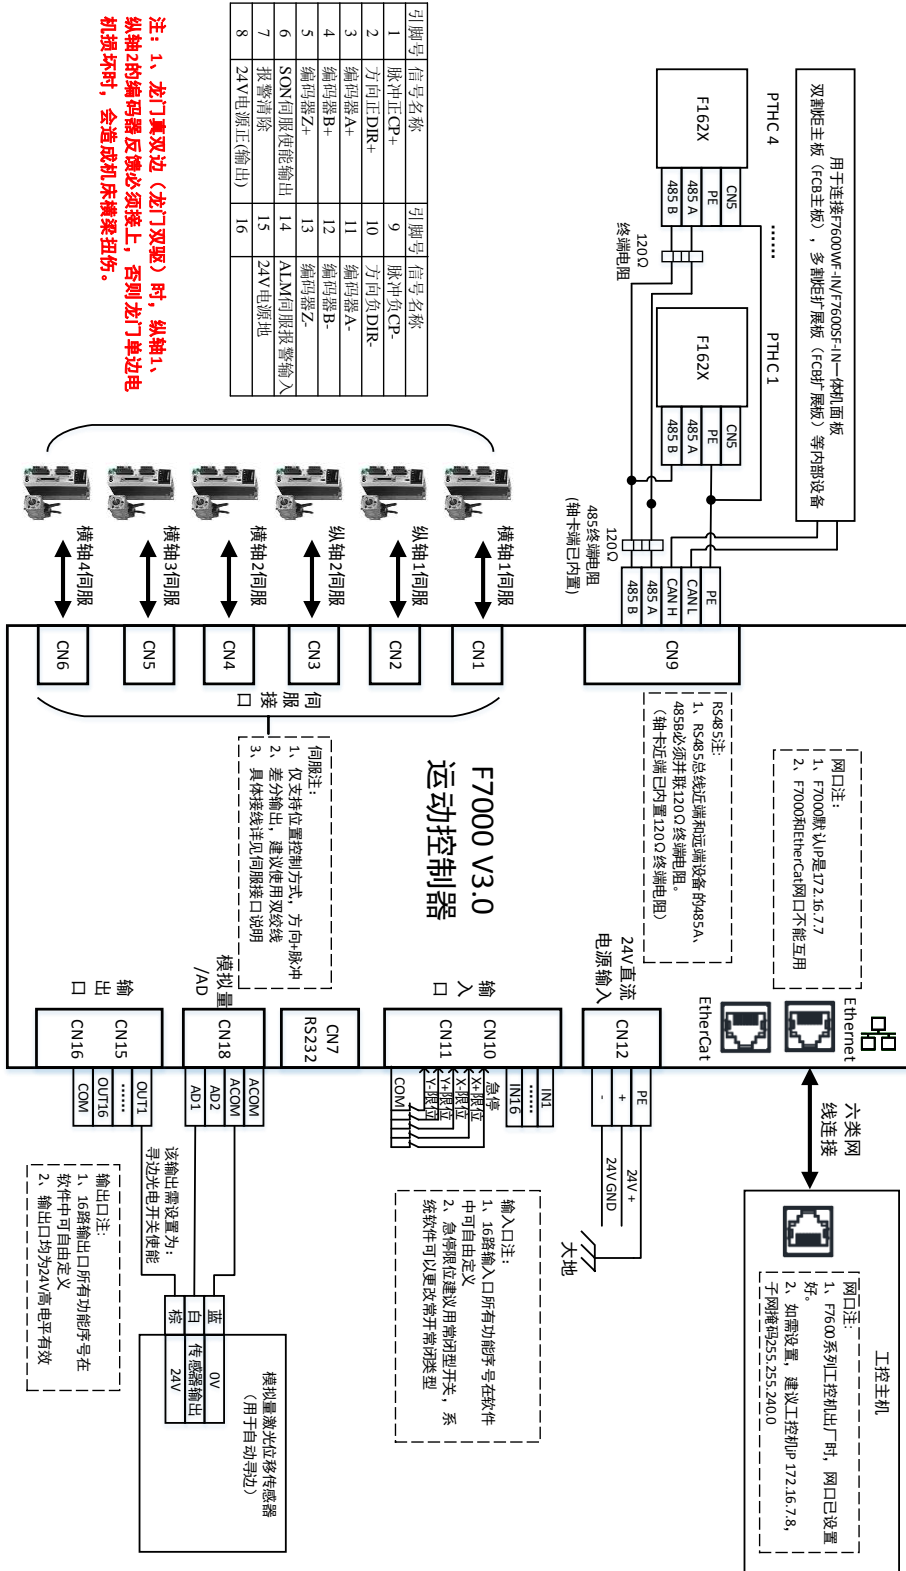 工控主机
网口注:
1、F7600系列工控机出厂时，网口已设置
好。
2、如需设置，建议工控机IP 172.16.7.8，
子网掩码255.255.240.0
六类网
线连接
Ethernet
EtherCat
网口注:
1、F7000默认IP是172.16.7.7
2、F7000和EtherCat网口不能互用
用于连接F7600WF-IN/F7600SF-IN一体机面板
双割炬主板（FCB主板），多割炬扩展板（FCB扩展板）等内部设备
PTHC 4
F162X
CN5
PE
485 A
485 B
······
120Ω
终端电阻
PTHC 1
F162X
CN5
PE
485 A
485 B
120Ω
485终端电阻
(轴卡端已内置)
PE
CAN L
CAN H
485 A
485 B
CN9
RS485注:
1、RS485总线近端和远端设备的485A、
485B必须并联120Ω终端电阻。
（轴卡近端已内置120Ω终端电阻）
24V直流
电源输入
CN12
PE
+
-
24V +
24V GND
大地
F7000 V3.0
运动控制器
输入口
CN10
CN11
IN1
······
IN16
急停
X+限位
X-限位
Y+限位
Y-限位
COM
输入口注:
1、16路输入口所有功能序号在软件
中可自由定义
2、急停限位建议用常闭型开关，系
统软件可以更改常开常闭类型
CN7
RS232
模拟量
/AD
CN18
ACOM
ACOM
AD2
AD1
输出口
CN15
CN16
OUT1
······
OUT16
COM
该输出需设置为:
寻边光电开关使能
输出口注:
1、16路输出口所有功能序号在
软件中可自由定义
2、输出口均为24V高电平有效
蓝
白
棕
0V
传感器输出
24V
模拟量激光位移传感器
（用于自动寻边）
伺服注:
1、仅支持位置控制方式，方向+脉冲
2、差分输出，建议使用双绞线
3、具体接线详见伺服接口说明
伺服接口
CN1
CN2
CN3
CN4
CN5
CN6
横轴1伺服
纵轴1伺服
纵轴2伺服
横轴2伺服
横轴3伺服
横轴4伺服
引脚号 信号名称 引脚号 信号名称
1 脉冲正CP+ 9 脉冲负CP-
2 方向正DIR+ 10 方向负DIR-
3 编码器A+ 11 编码器A-
4 编码器B+ 12 编码器B-
5 编码器Z+ 13 编码器Z-
6 SON伺服使能输出 14 ALM伺服报警输入
7 报警清除 15 24V电源地
8 24V电源正(输出) 16
注：1、龙门真双边（龙门双驱）时，纵轴1、
纵轴2的编码器反馈必须接上，否则龙门单边电
机损坏时，会造成机床横梁扭伤。